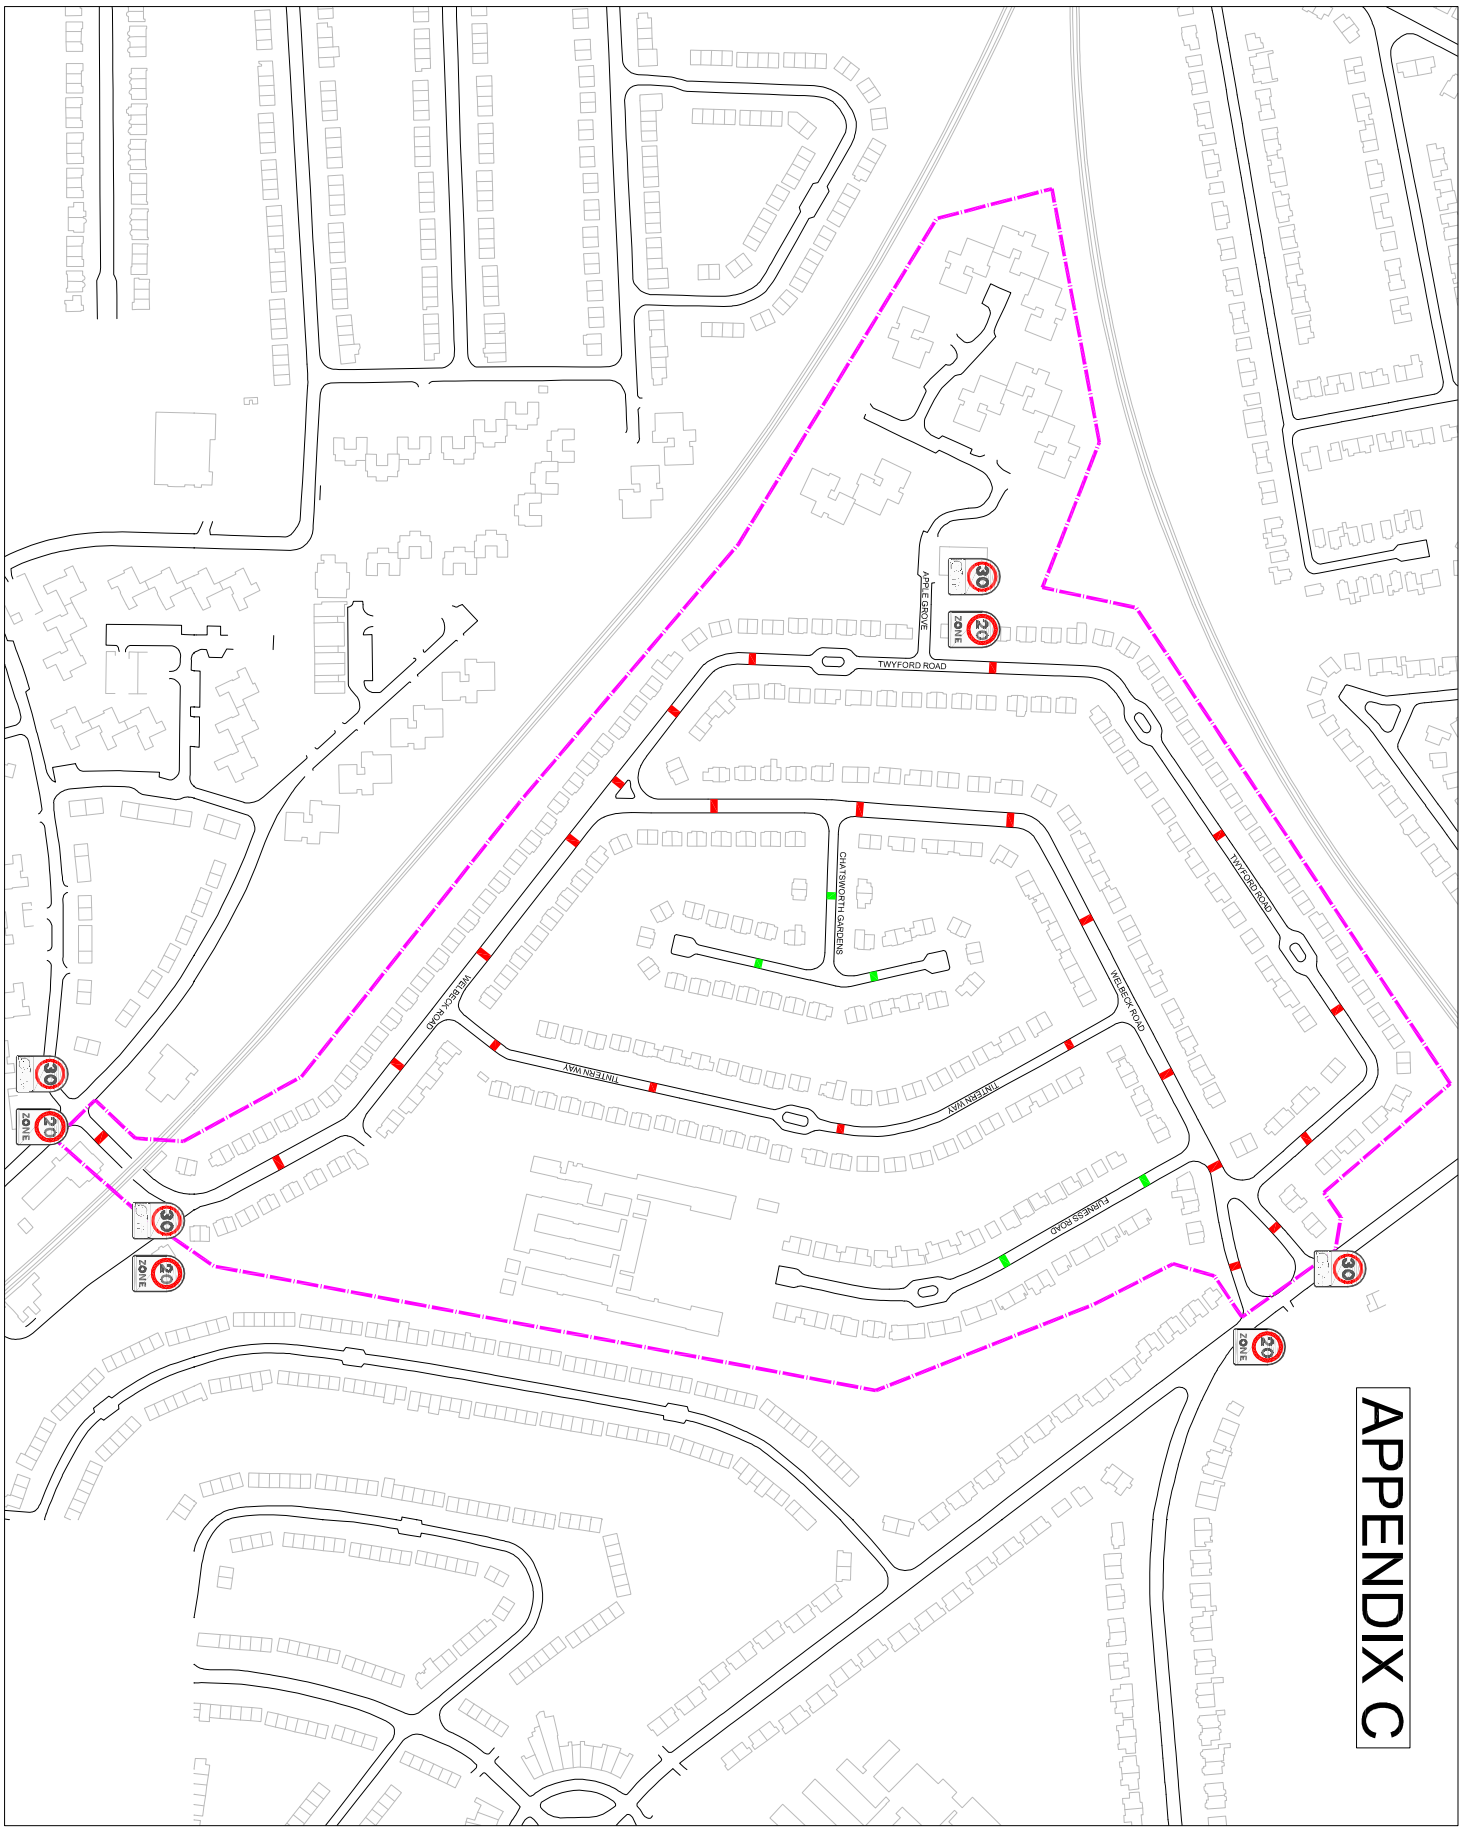 APPENDIX C
30
20
ZONE
30
20
ZONE
30
20
ZONE
30
20
ZONE
APPLE GROVE
TWYFORD ROAD
TWYFORD ROAD
CHATSWORTH GARDENS
WELBECK ROAD
WELBECK ROAD
TINTERN WAY
TINTERN WAY
FURNESS ROAD